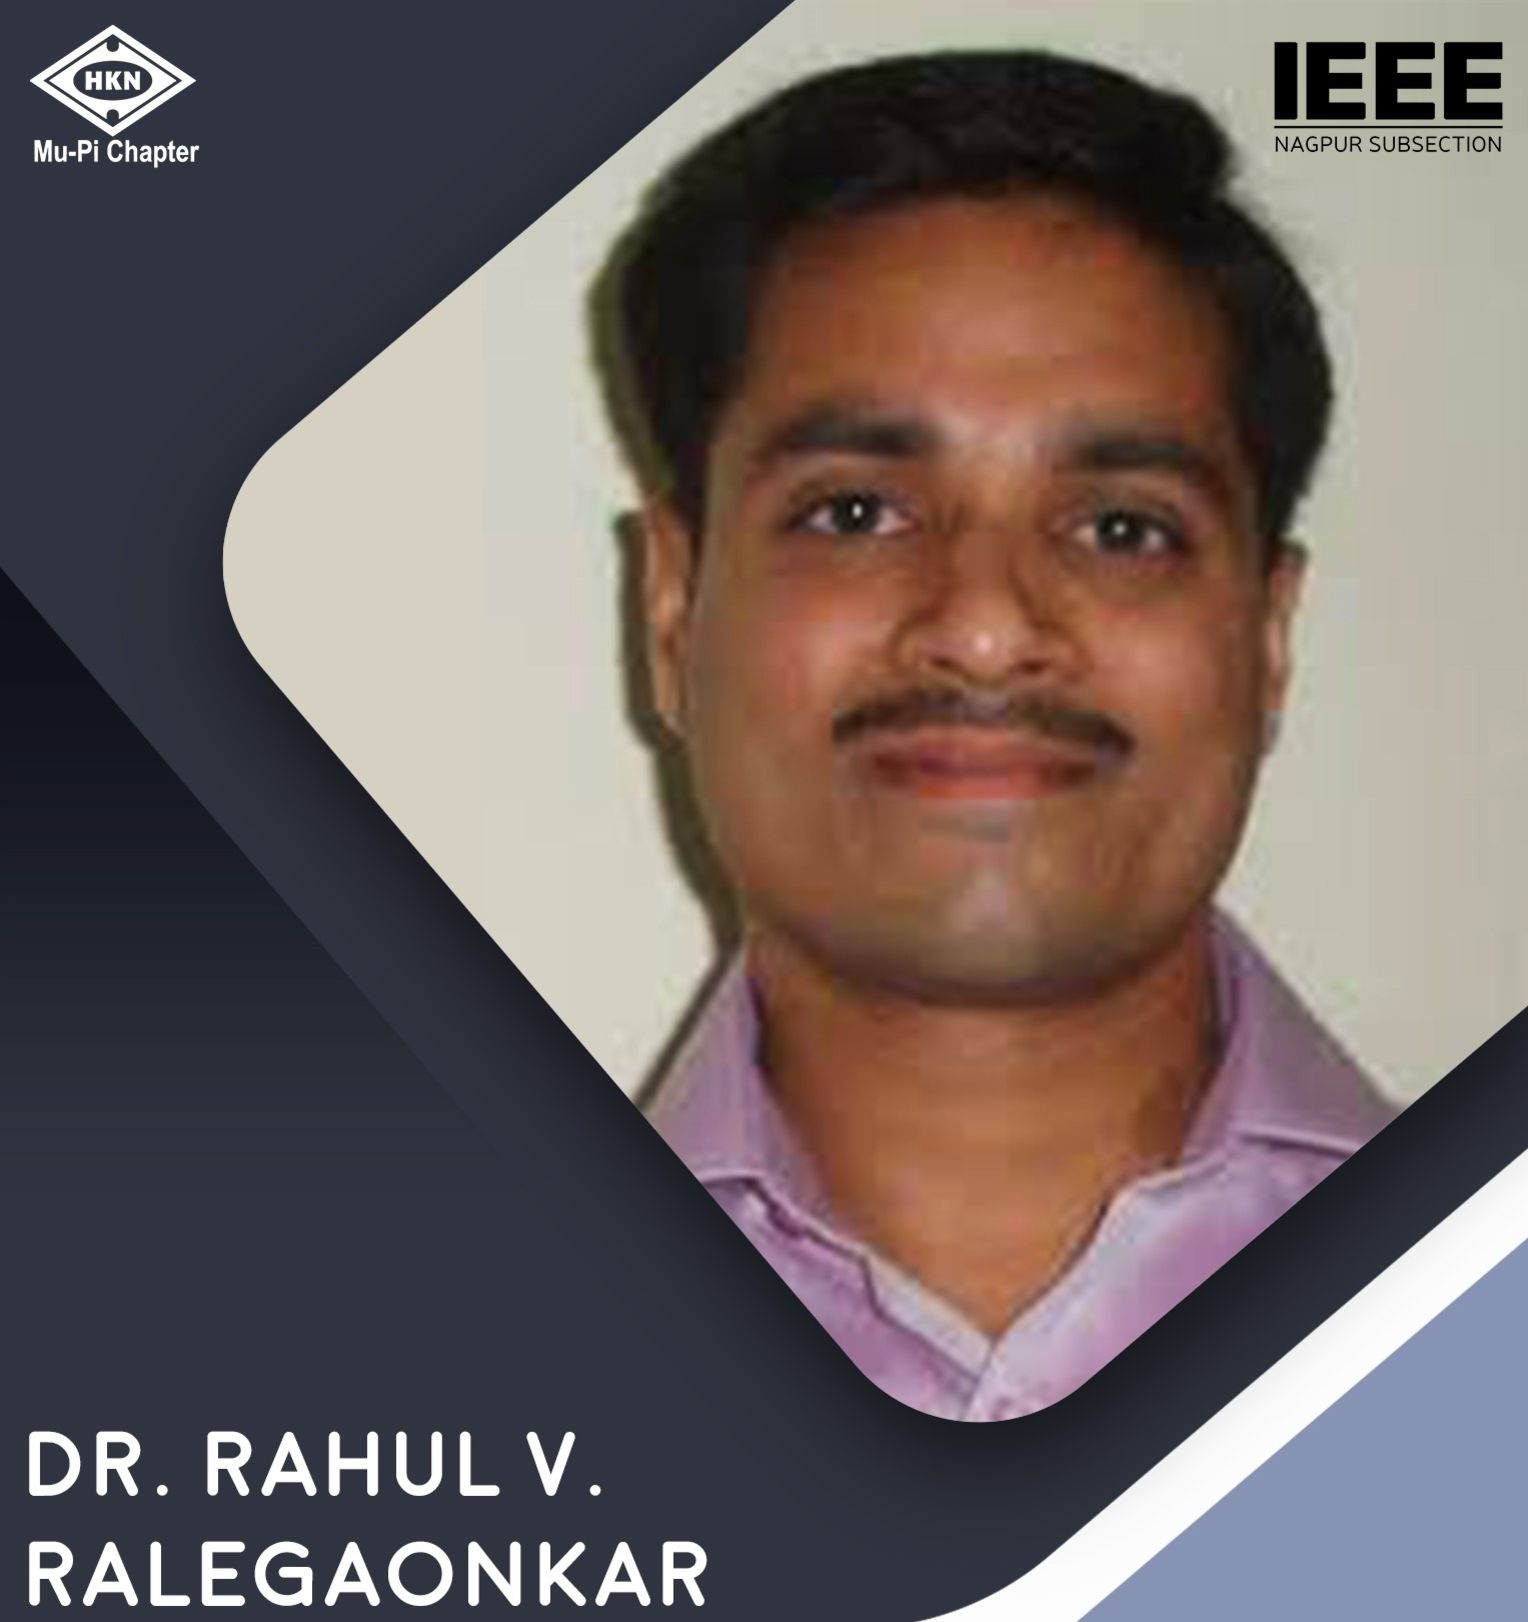 HKN
Mu-Pi Chapter
IEEE
NAGPUR SUBSECTION
DR. RAHUL V.
RALEGAONKAR